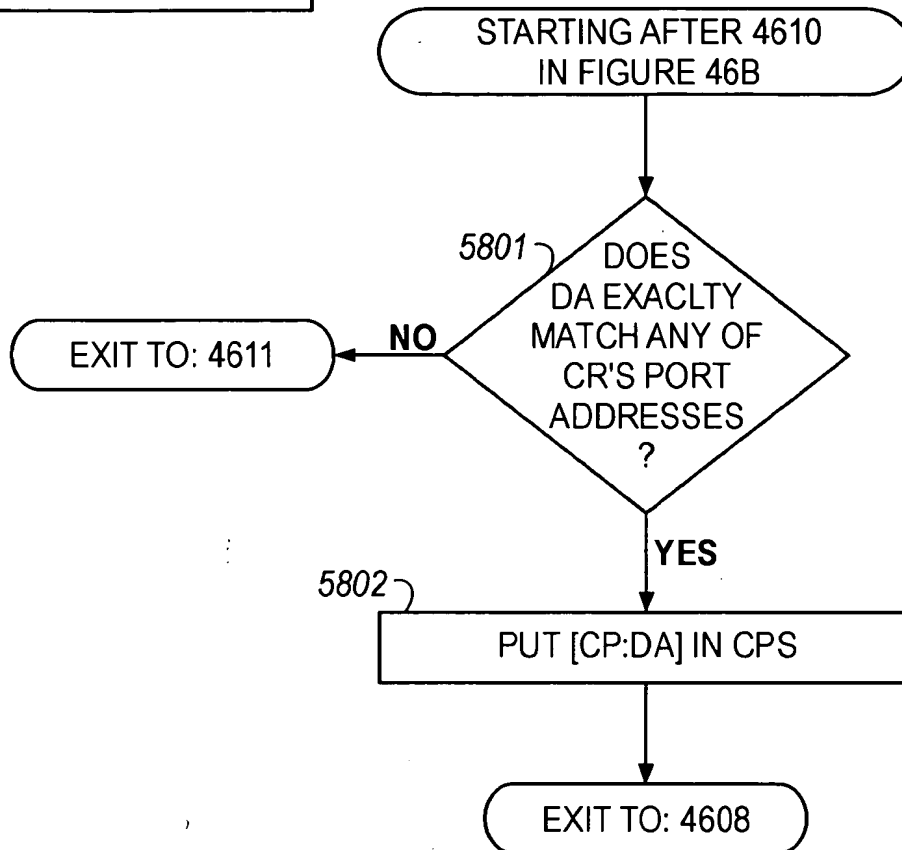 STARTING AFTER 4610
IN FIGURE 46B
5801
DOES
DA EXACLTY
MATCH ANY OF
CR'S PORT
ADDRESSES
?
NO
EXIT TO: 4611
YES
5802
PUT [CP:DA] IN CPS
EXIT TO: 4608